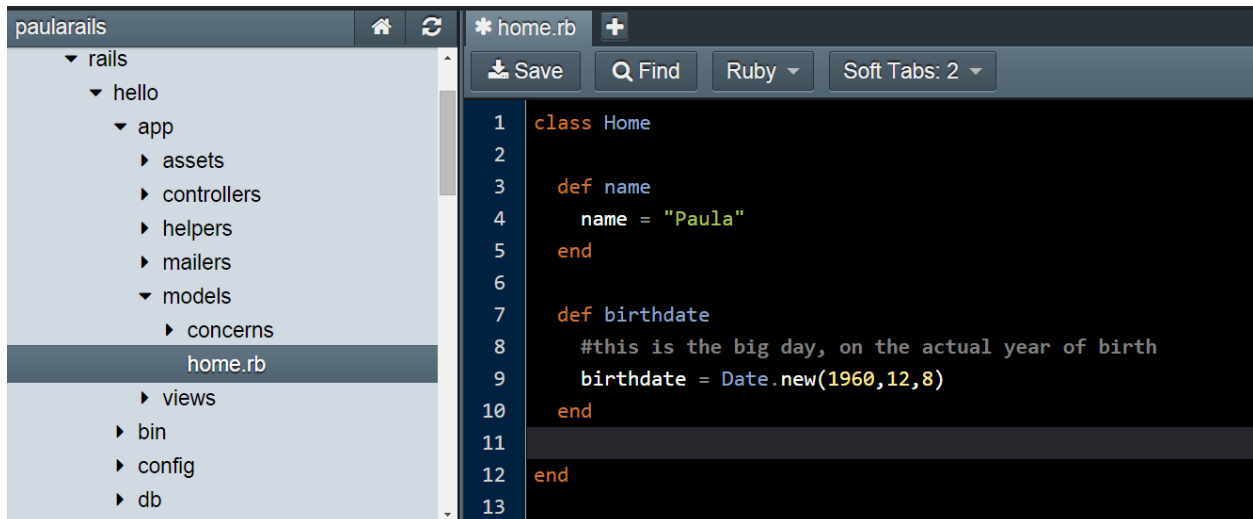 paularails
rails
hello
app
assets
controllers
helpers
mailers
models
concerns
home.rb
views
bin
config
db
✱ home.rb
Save Find Ruby Soft Tabs: 2
1 class Home
2
3   def name
4     name = "Paula"
5   end
6
7   def birthdate
8     #this is the big day, on the actual year of birth
9     birthdate = Date.new(1960,12,8)
10   end
11
12 end
13